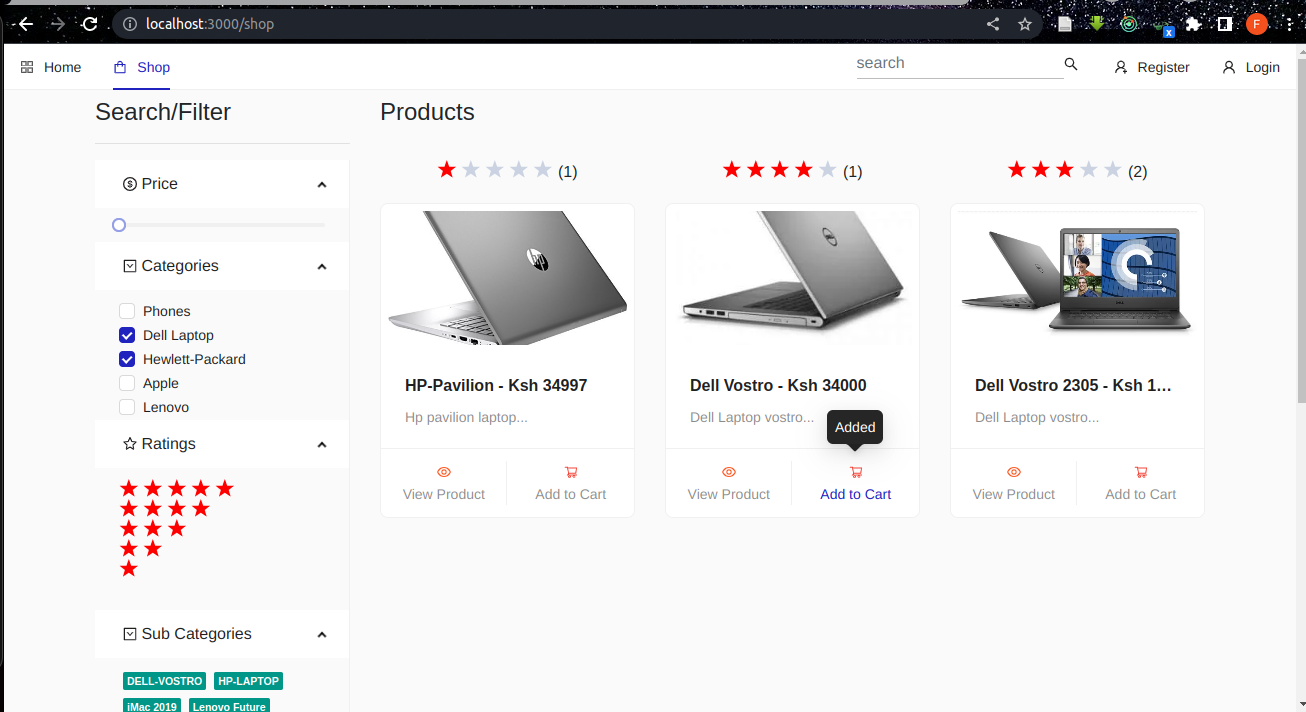 localhost:3000/shop
F
x
Home
Shop
search
Register
Login
Search/Filter
Products
Price
Categories
Phones
Dell Laptop
Hewlett-Packard
Apple
Lenovo
Ratings
Sub Categories
DELL-VOSTRO HP-LAPTOP
iMac 2019 Lenovo Future
(1)
hp
HP-Pavilion - Ksh 34997
Hp pavilion laptop...
View Product
Add to Cart
(1)
DELL
Dell Vostro - Ksh 34000
Dell Laptop vostro...
Added
View Product
Add to Cart
(2)
DELL
Dell Vostro 2305 - Ksh 1...
Dell Laptop vostro...
View Product
Add to Cart